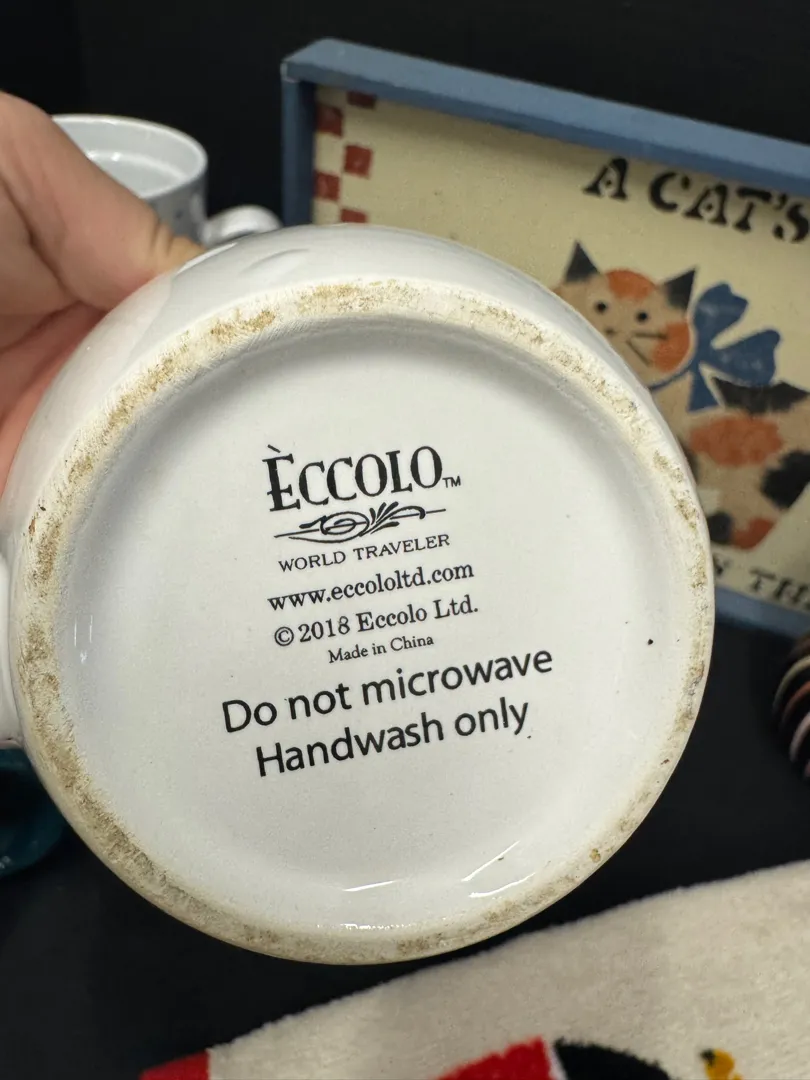 A CAT'S
ÈCCOLO™
WORLD TRAVELER
www.eccololtd.com
© 2018 Eccolo Ltd.
Made in China
Do not microwave
Handwash only